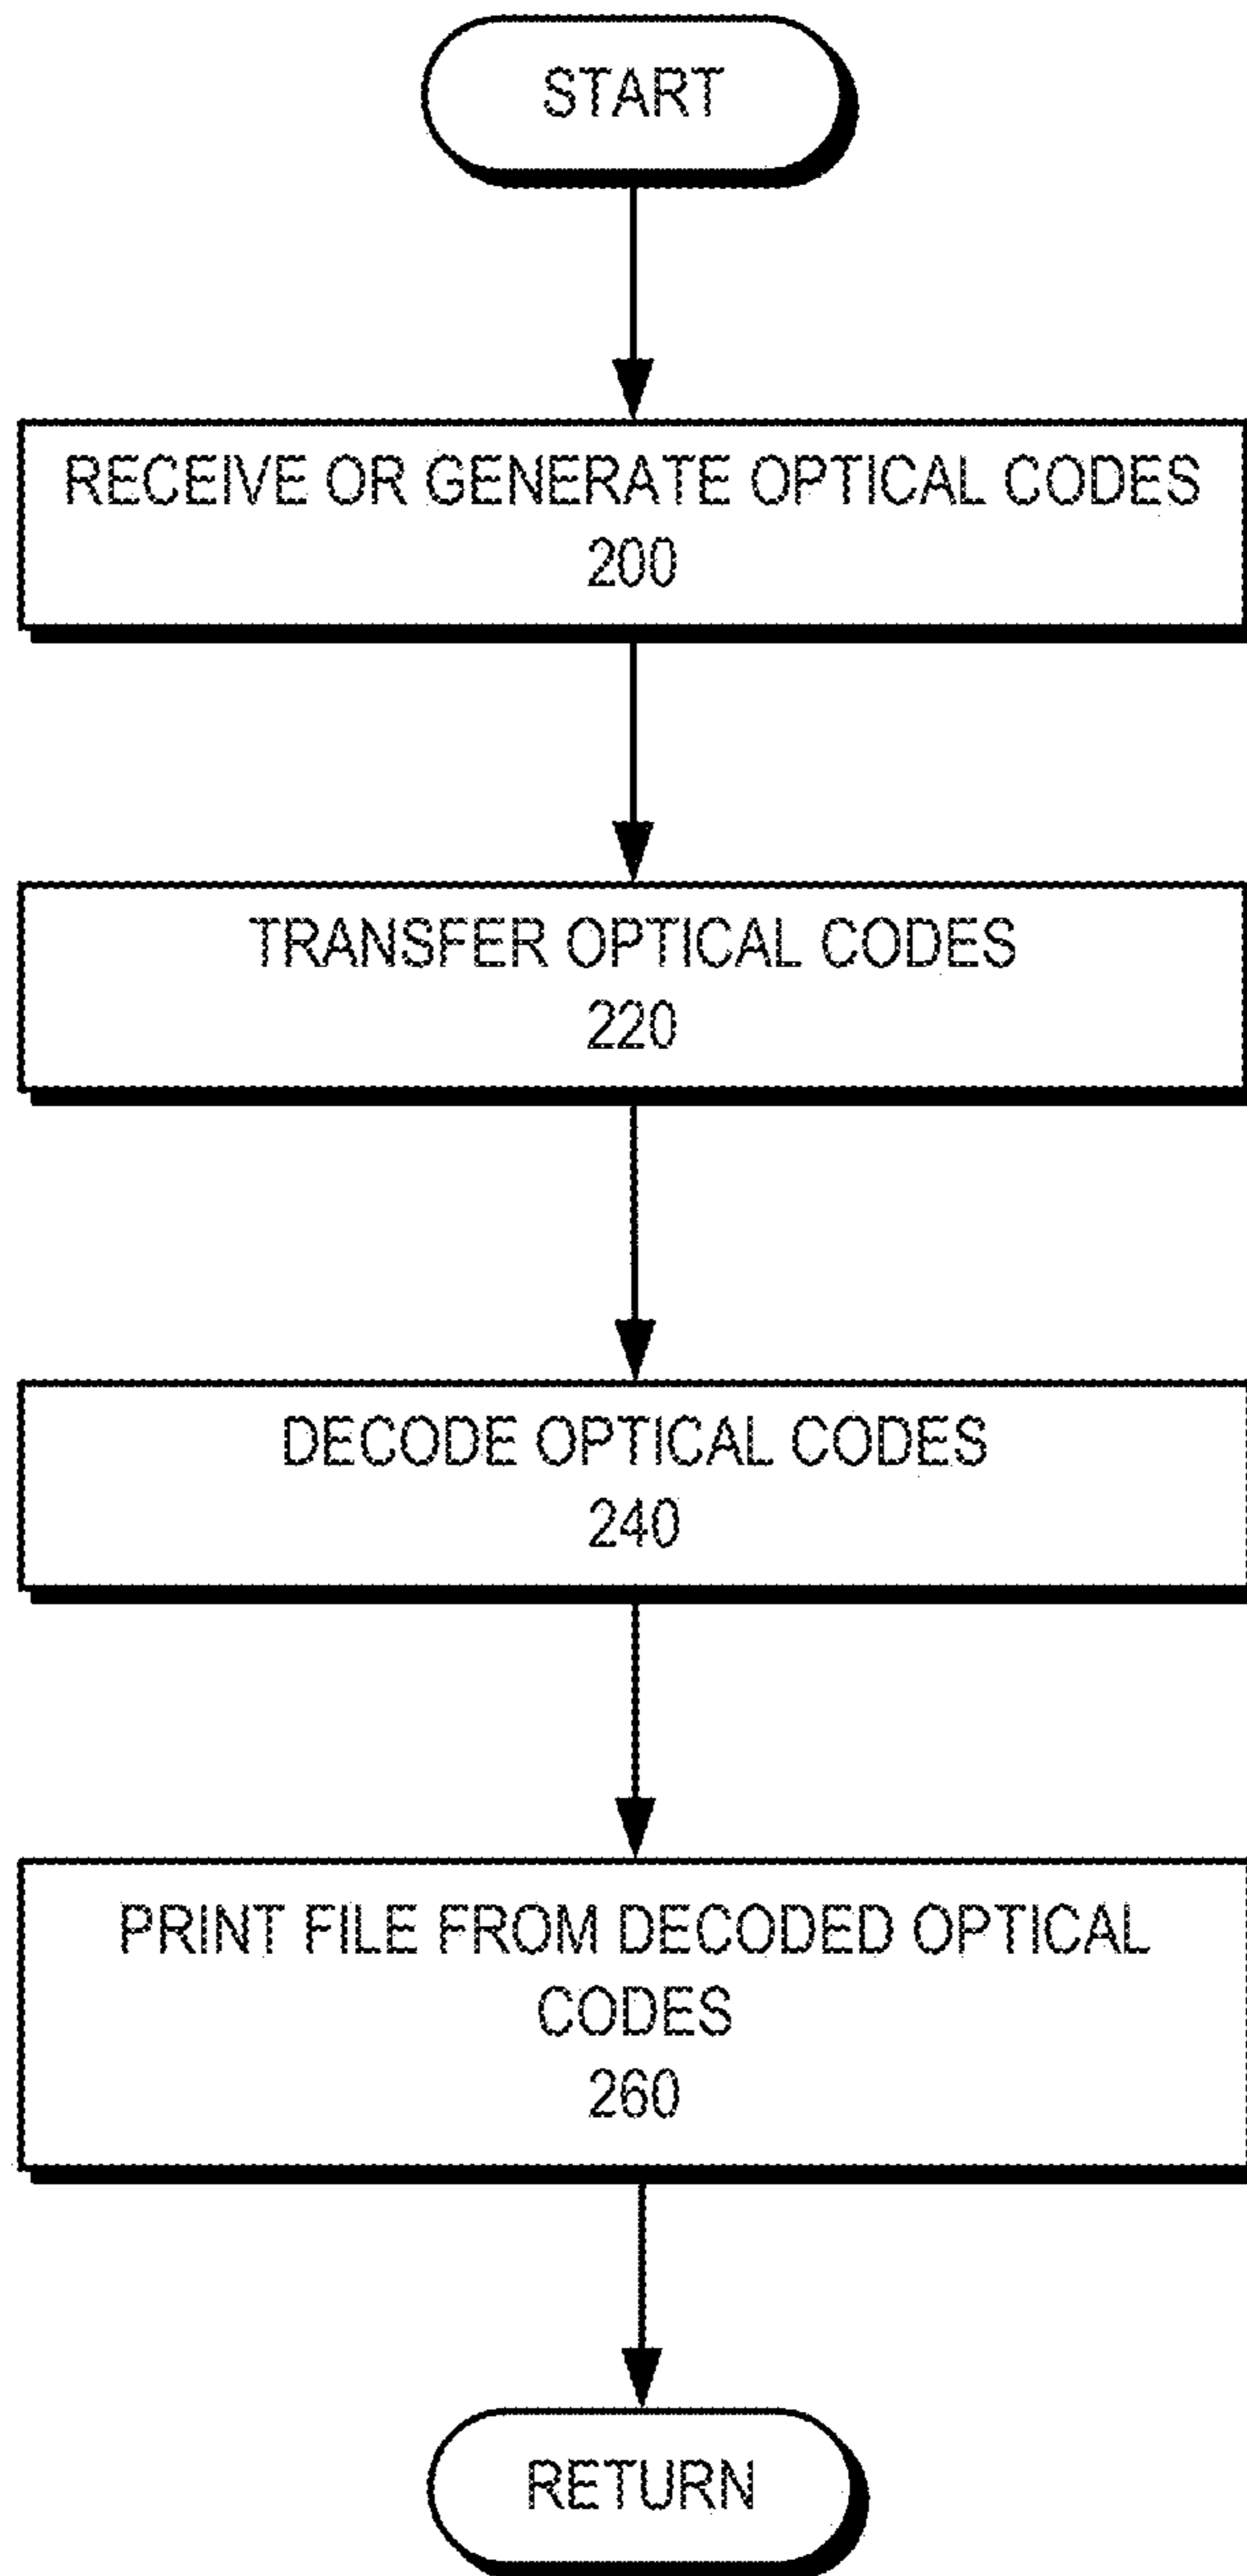 START
RECEIVE OR GENERATE OPTICAL CODES
200
TRANSFER OPTICAL CODES
220
DECODE OPTICAL CODES
240
PRINT FILE FROM DECODED OPTICAL
CODES
260
RETURN